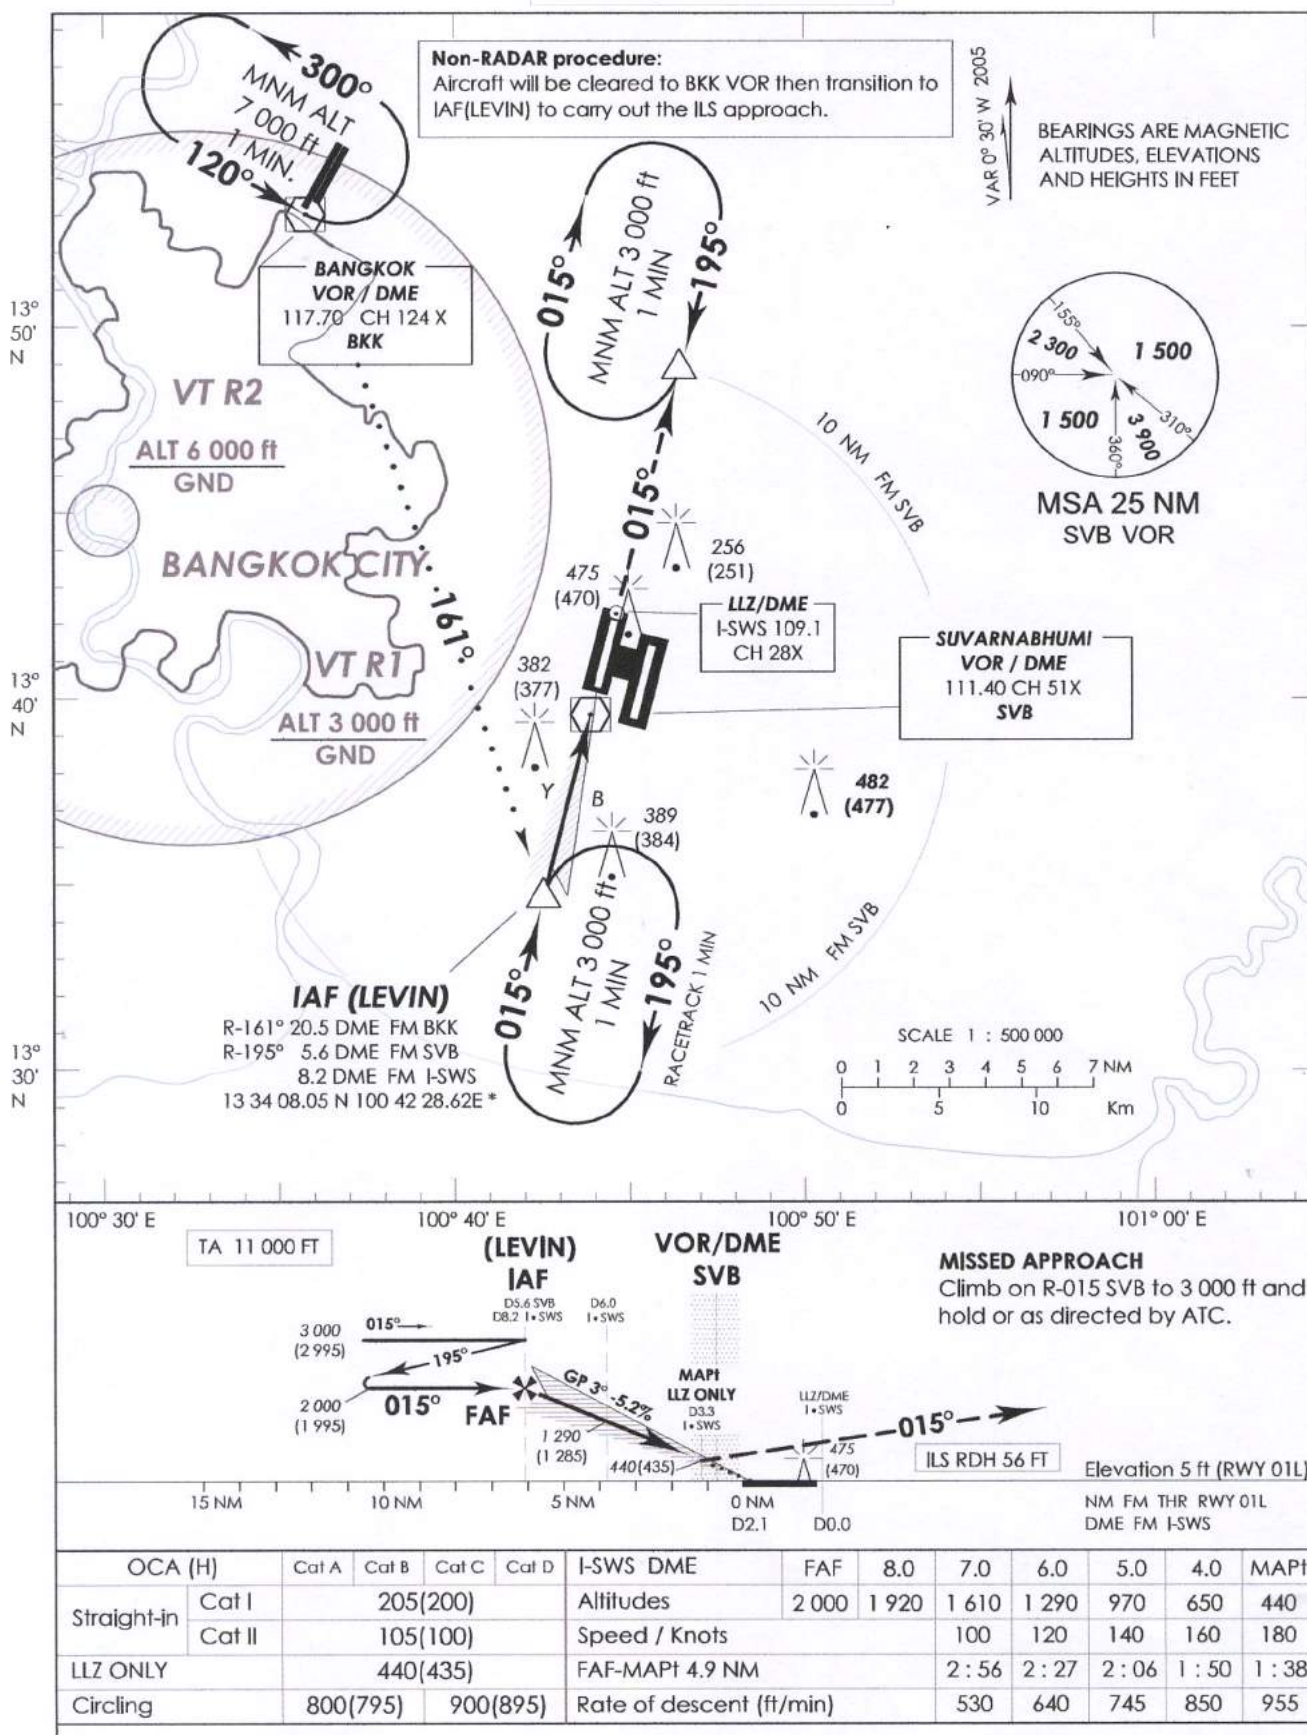 Non-RADAR procedure:
Aircraft will be cleared to BKK VOR then transition to
IAF(LEVIN) to carry out the ILS approach.
VAR 0° 30' W 2005
BEARINGS ARE MAGNETIC
ALTITUDES, ELEVATIONS
AND HEIGHTS IN FEET
300°
MNM ALT
7 000 ft
1 MIN.
120°
BANGKOK
VOR / DME
117.70 CH 124 X
BKK
015°
MNM ALT 3 000 ft
1 MIN
195°
13°
50'
N
VT R2
ALT 6 000 ft
GND
BANGKOK CITY
VT R1
ALT 3 000 ft
GND
161°
10 NM FM SVB
155°
2 300
1 500
090°
1 500
3 900
310°
360°
MSA 25 NM
SVB VOR
015°
256
(251)
475
(470)
LLZ/DME
I-SWS 109.1
CH 28X
SUVARNABHUMI
VOR / DME
111.40 CH 51X
SVB
13°
40'
N
382
(377)
Y
B
389
(384)
482
(477)
10 NM FM SVB
IAF (LEVIN)
R-161° 20.5 DME FM BKK
R-195° 5.6 DME FM SVB
8.2 DME FM I-SWS
13 34 08.05 N 100 42 28.62E *
015°
MNM ALT 3 000 ft
1 MIN
195°
RACETRACK 1 MIN
13°
30'
N
SCALE 1 : 500 000
0 1 2 3 4 5 6 7 NM
0 5 10 Km
100° 30' E 100° 40' E 100° 50' E 101° 00' E
TA 11 000 FT
(LEVIN)
IAF
D5.6 SVB
D8.2 I•SWS
D6.0
I•SWS
VOR/DME
SVB
MISSED APPROACH
Climb on R-015 SVB to 3 000 ft and
hold or as directed by ATC.
3 000
(2 995)
015°
195°
2 000
(1 995)
015°
FAF
GP 3° -5.2%
1 290
(1 285)
MAPt
LLZ ONLY
D3.3
I•SWS
440(435)
LLZ/DME
I•SWS
475
(470)
015°
ILS RDH 56 FT
Elevation 5 ft (RWY 01L)
15 NM 10 NM 5 NM 0 NM
D2.1 D0.0
NM FM THR RWY 01L
DME FM I-SWS
OCA (H) Cat A Cat B Cat C Cat D I-SWS DME FAF 8.0 7.0 6.0 5.0 4.0 MAPt
Straight-in Cat I 205(200) Altitudes 2 000 1 920 1 610 1 290 970 650 440
Cat II 105(100) Speed / Knots 100 120 140 160 180
LLZ ONLY 440(435) FAF-MAPt 4.9 NM 2 : 56 2 : 27 2 : 06 1 : 50 1 : 38
Circling 800(795) 900(895) Rate of descent (ft/min) 530 640 745 850 955